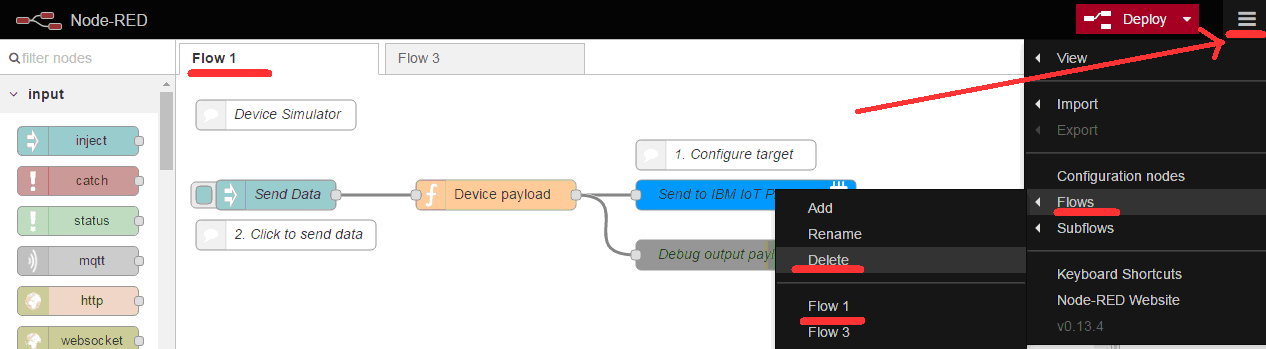 Node-RED
Deploy
filter nodes
Flow 1
Flow 3
View
input
Import
Device Simulator
Export
inject
1. Configure target
catch
Configuration nodes
Send Data
Device payload
Send to IBM IoT P
Flows
Add
status
Subflows
2. Click to send data
Rename
mqtt
Debug output payl
Delete
Keyboard Shortcuts
http
Node-RED Website
Flow 1
v0.13.4
Flow 3
websocket